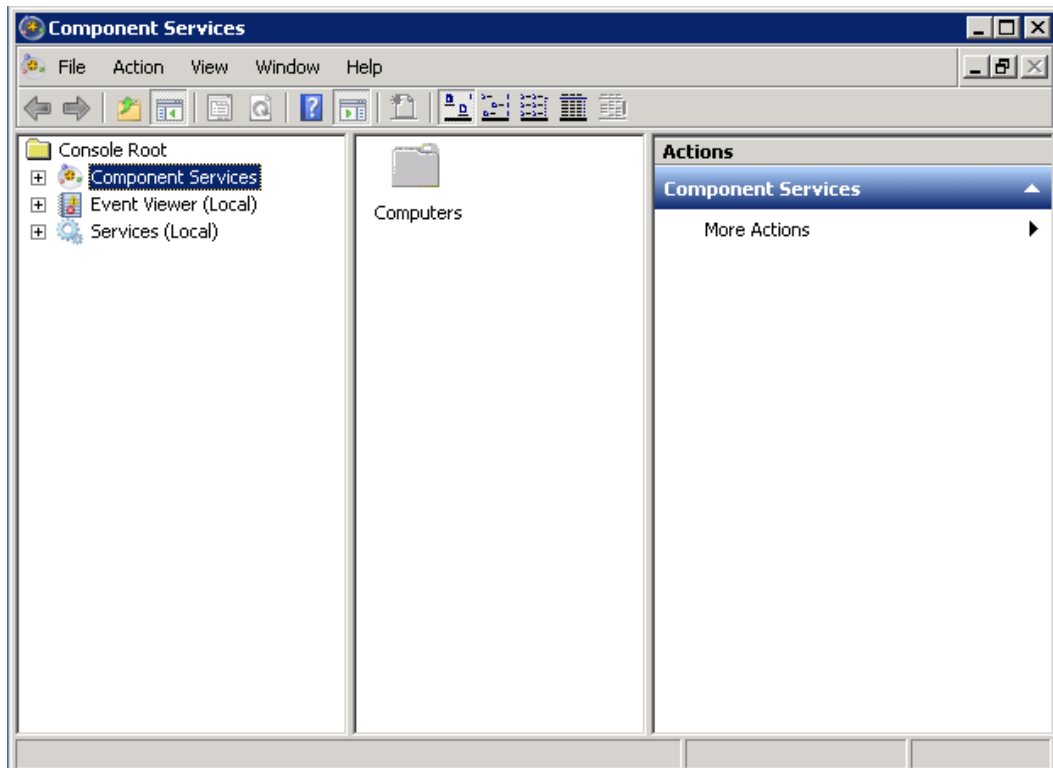 Component Services
File Action View Window Help
Console Root
Component Services
Event Viewer (Local)
Services (Local)
Computers
Actions
Component Services
More Actions